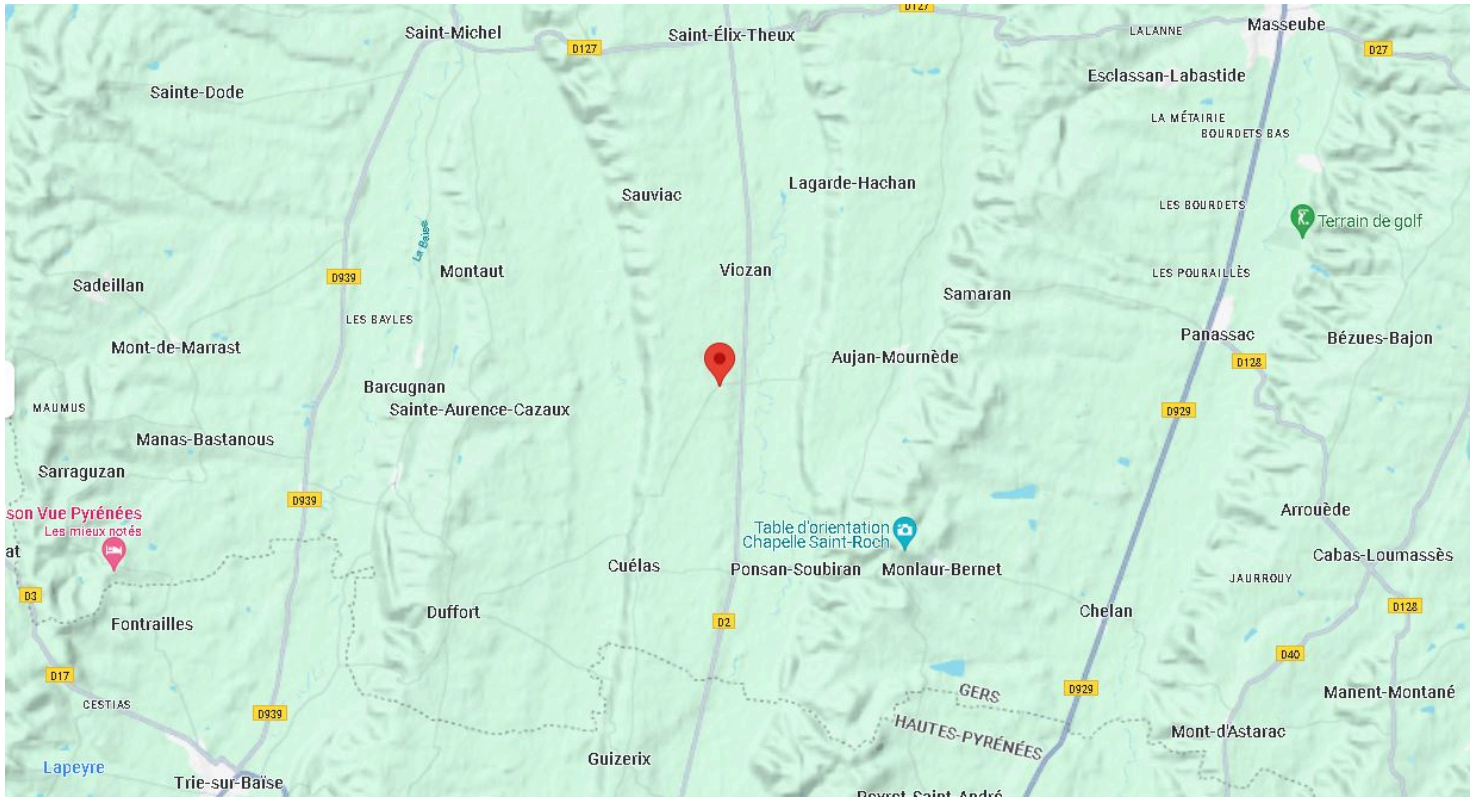 D127
Masseube
Saint-Michel
Saint-Élix-Theux
LALANNE
D127
D27
Esclassan-Labastide
Sainte-Dode
LA MÉTAIRIE
BOURDETS BAS
Lagarde-Hachan
Sauviac
LES BOURDETS
Terrain de golf
La Baïse
Montaut
Viozan
LES POURAILLÈS
D939
Sadeillan
Samaran
LES BAYLES
Panassac
Bézues-Bajon
Mont-de-Marrast
Aujan-Mournède
D128
Barcugnan
MAUMUS
Sainte-Aurence-Cazaux
D929
Manas-Bastanous
Sarraguzan
D939
son Vue Pyrénées
Les mieux notés
Arrouède
Table d'orientation
Chapelle Saint-Roch
at
Cabas-Loumassès
Cuélas
Ponsan-Soubiran
Monlaur-Bernet
JAURROUY
D3
D128
Fontrailles
Duffort
Chelan
D2
D40
D17
D929
GERS
Manent-Montané
CESTIAS
D939
HAUTES-PYRÉNÉES
Mont-d'Astarac
Guizerix
Lapeyre
Trie-sur-Baïse
Peyret-Saint-André